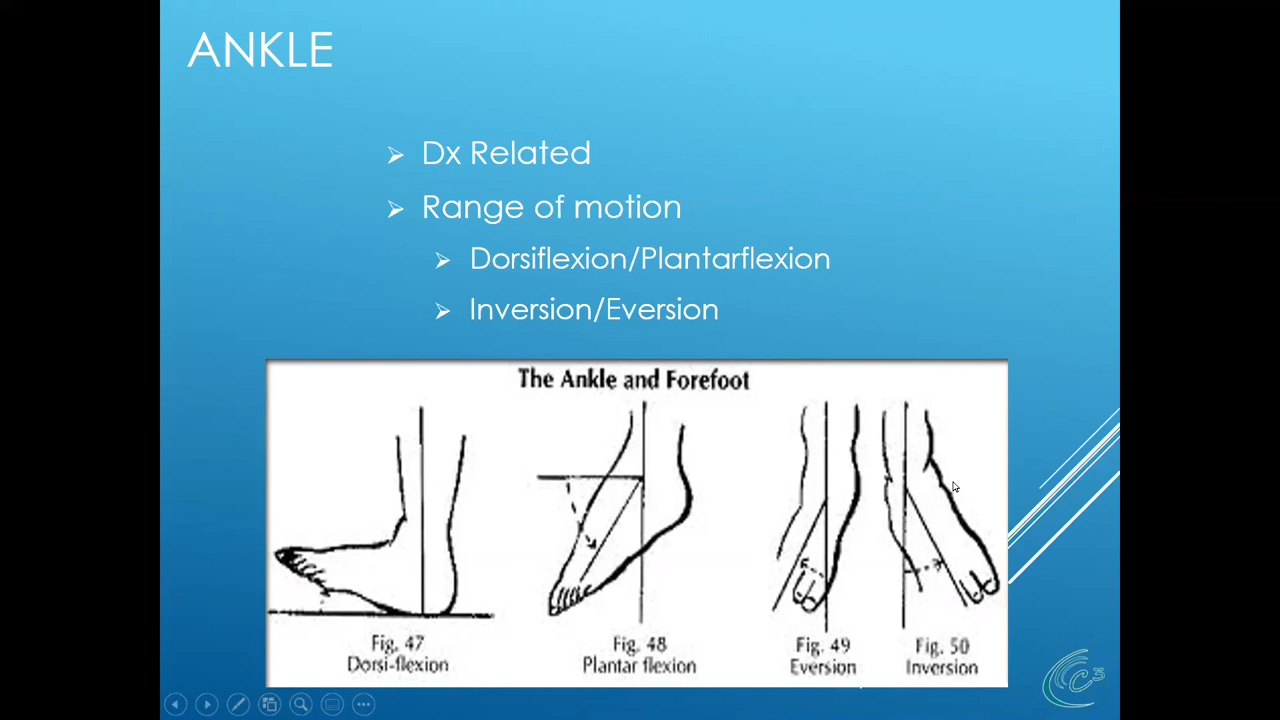 ANKLE
Dx Related
Range of motion
Dorsiflexion/Plantarflexion
Inversion/Eversion
The Ankle and Forefoot
Fig. 47
Dorsi-flexion
Fig. 48
Plantar flexion
Fig. 49
Eversion
Fig. 50
Inversion
C3